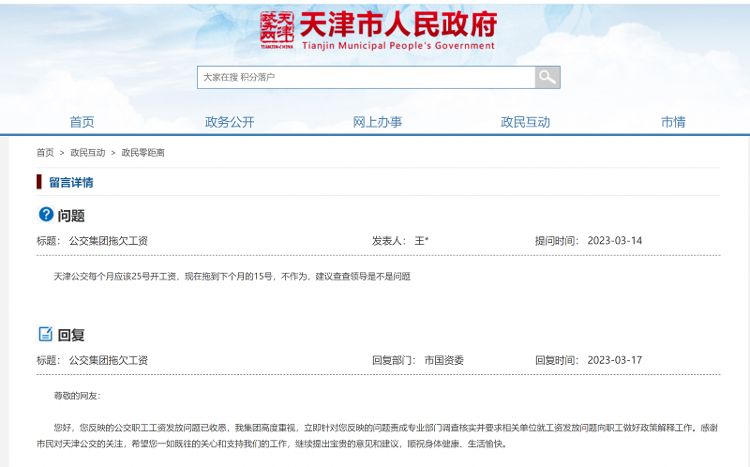 天津市人民政府
Tianjin Municipal People's Government
天津
政务网
TIANJIN-CHINA
大家在搜 积分落户
首页 政务公开 网上办事 政民互动 市情
首页 > 政民互动 > 政民零距离
留言详情
问题
标题： 公交集团拖欠工资 发表人： 王* 提问时间： 2023-03-14
天津公交每个月应该25号开工资，现在拖到下个月的15号，不作为，建议查查领导是不是问题
回复
标题： 公交集团拖欠工资 回复部门： 市国资委 回复时间： 2023-03-17
尊敬的网友：
您好，您反映的公交职工工资发放问题已收悉，我集团高度重视，立即针对您反映的问题责成专业部门调查核实并要求相关单位就工资发放问题向职工做好政策解释工作。感谢
市民对天津公交的关注，希望您一如既往的关心和支持我们的工作，继续提出宝贵的意见和建议，顺祝身体健康，生活愉快。